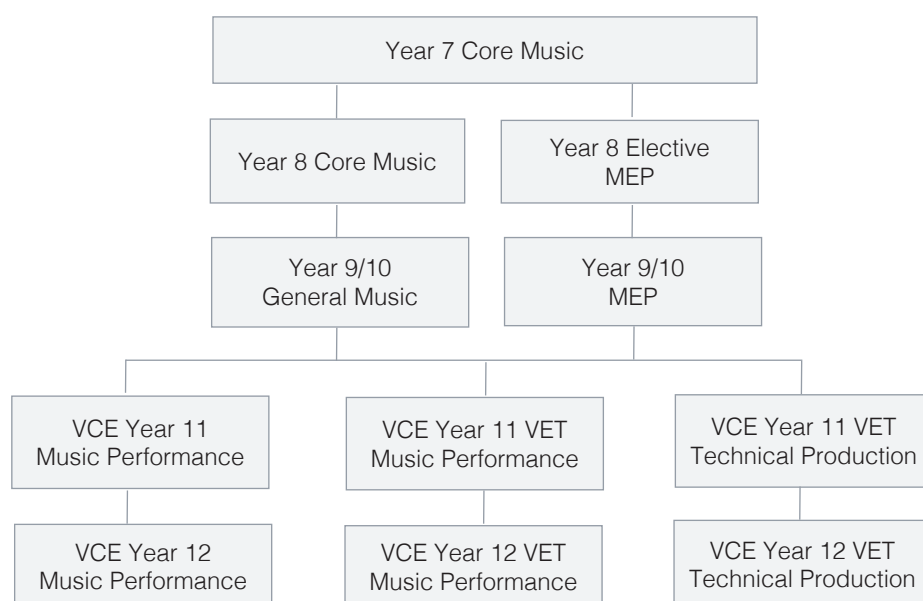 Year 7 Core Music
Year 8 Core Music
Year 8 Elective
MEP
Year 9/10
General Music
Year 9/10
MEP
VCE Year 11
Music Performance
VCE Year 11 VET
Music Performance
VCE Year 11 VET
Technical Production
VCE Year 12
Music Performance
VCE Year 12 VET
Music Performance
VCE Year 12 VET
Technical Production